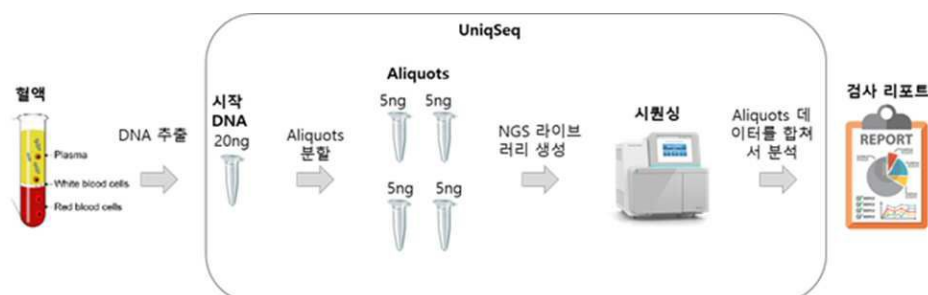 UniqSeq
혈액
Plasma
White blood cells
Red blood cells
DNA 추출
시작
DNA
20ng
Aliquots
분할
Aliquots
5ng 5ng
5ng 5ng
NGS 라이브
러리 생성
시퀀싱
Aliquots 데
이터를 합쳐
서 분석
검사 리포트
REPORT